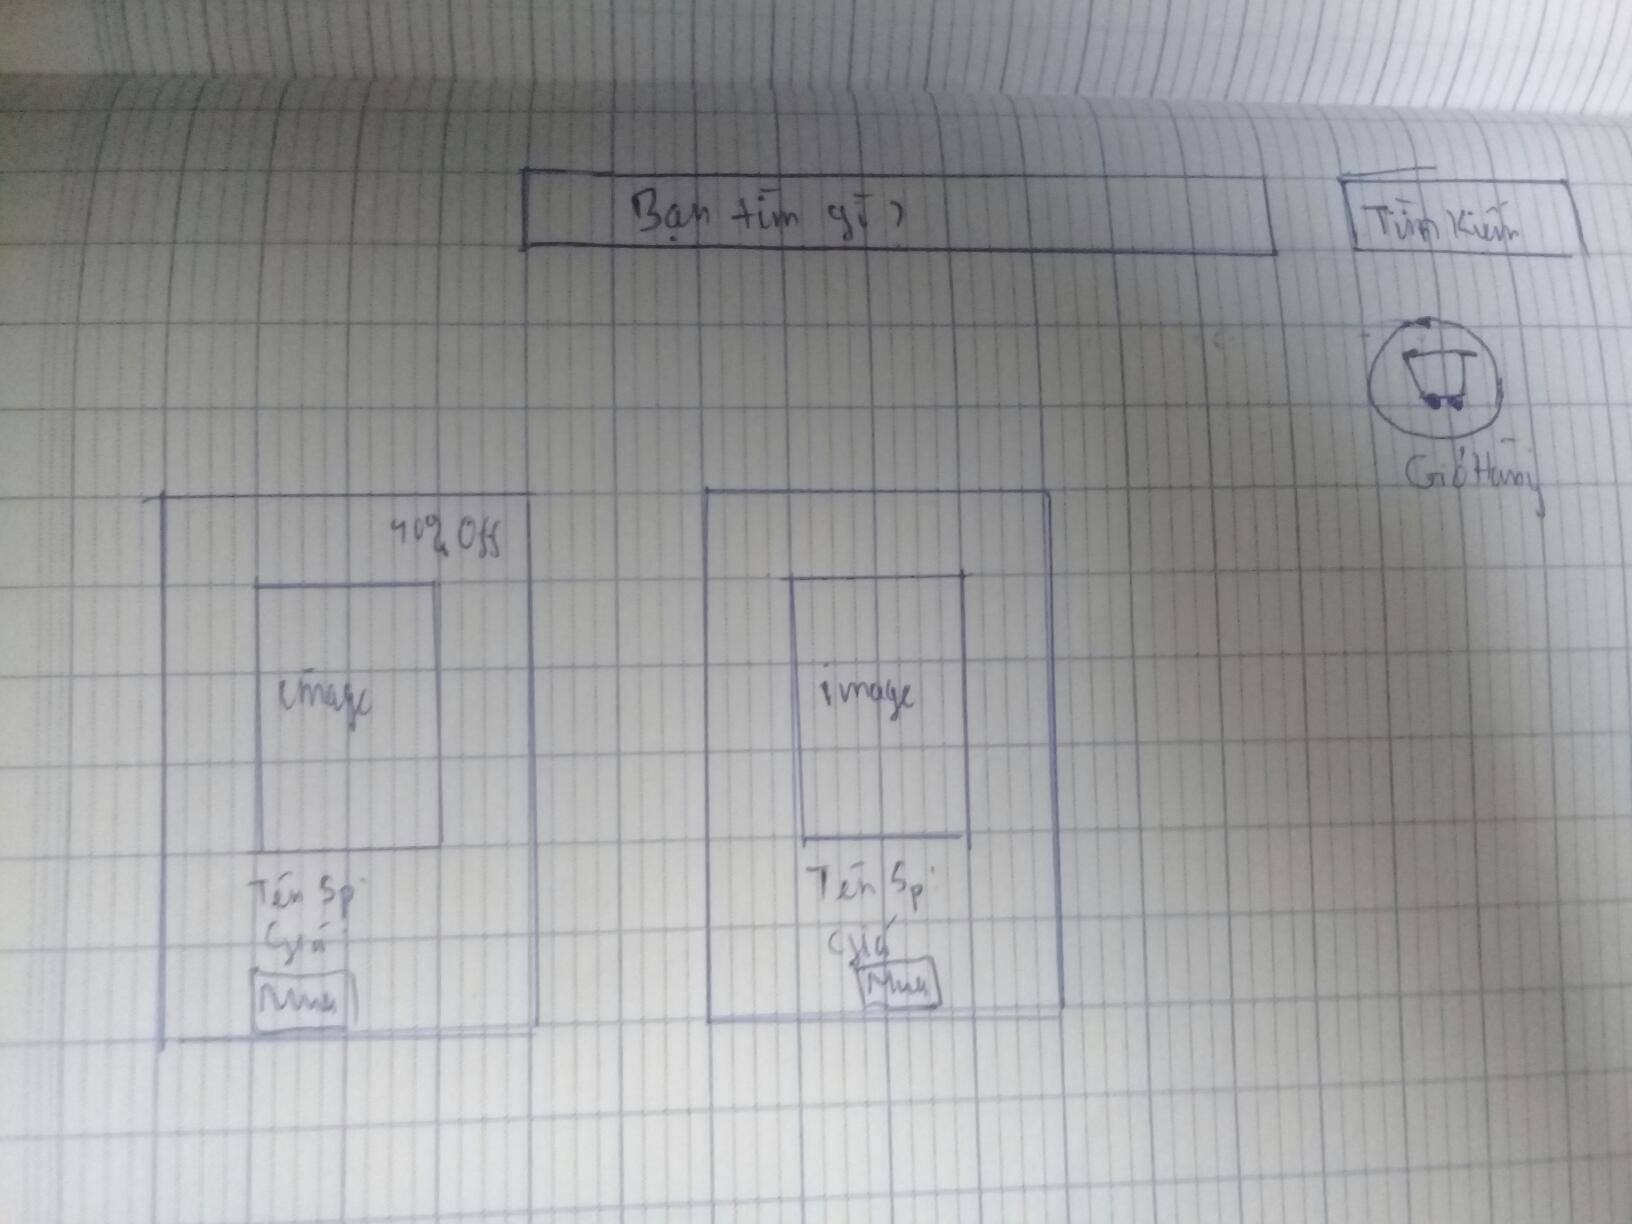 Bạn tìm gì?
Tìm kiếm
Giỏ Hàng
40% Off
image
Tên Sp
Giá
Mua
image
Tên Sp
Giá
Mua